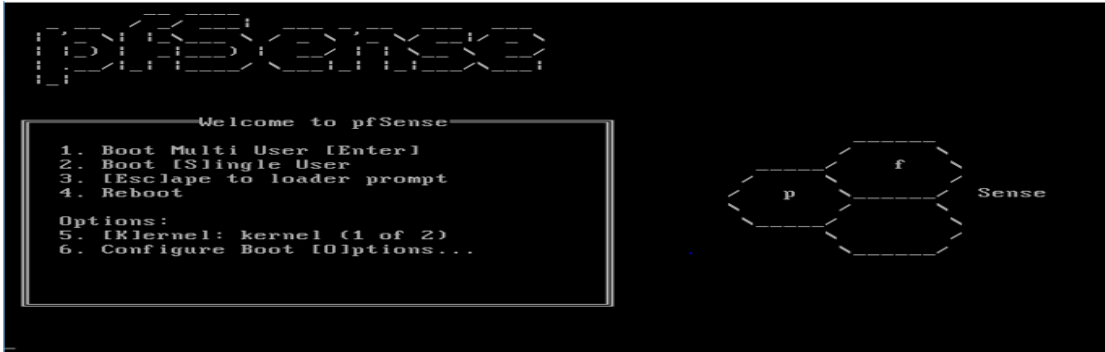 pfSense
Welcome to pfSense
1. Boot Multi User [Enter]
2. Boot [S]ingle User
3. [Esc]ape to loader prompt
4. Reboot
Options:
5. [K]ernel: kernel (1 of 2)
6. Configure Boot [O]ptions...
f
p
Sense